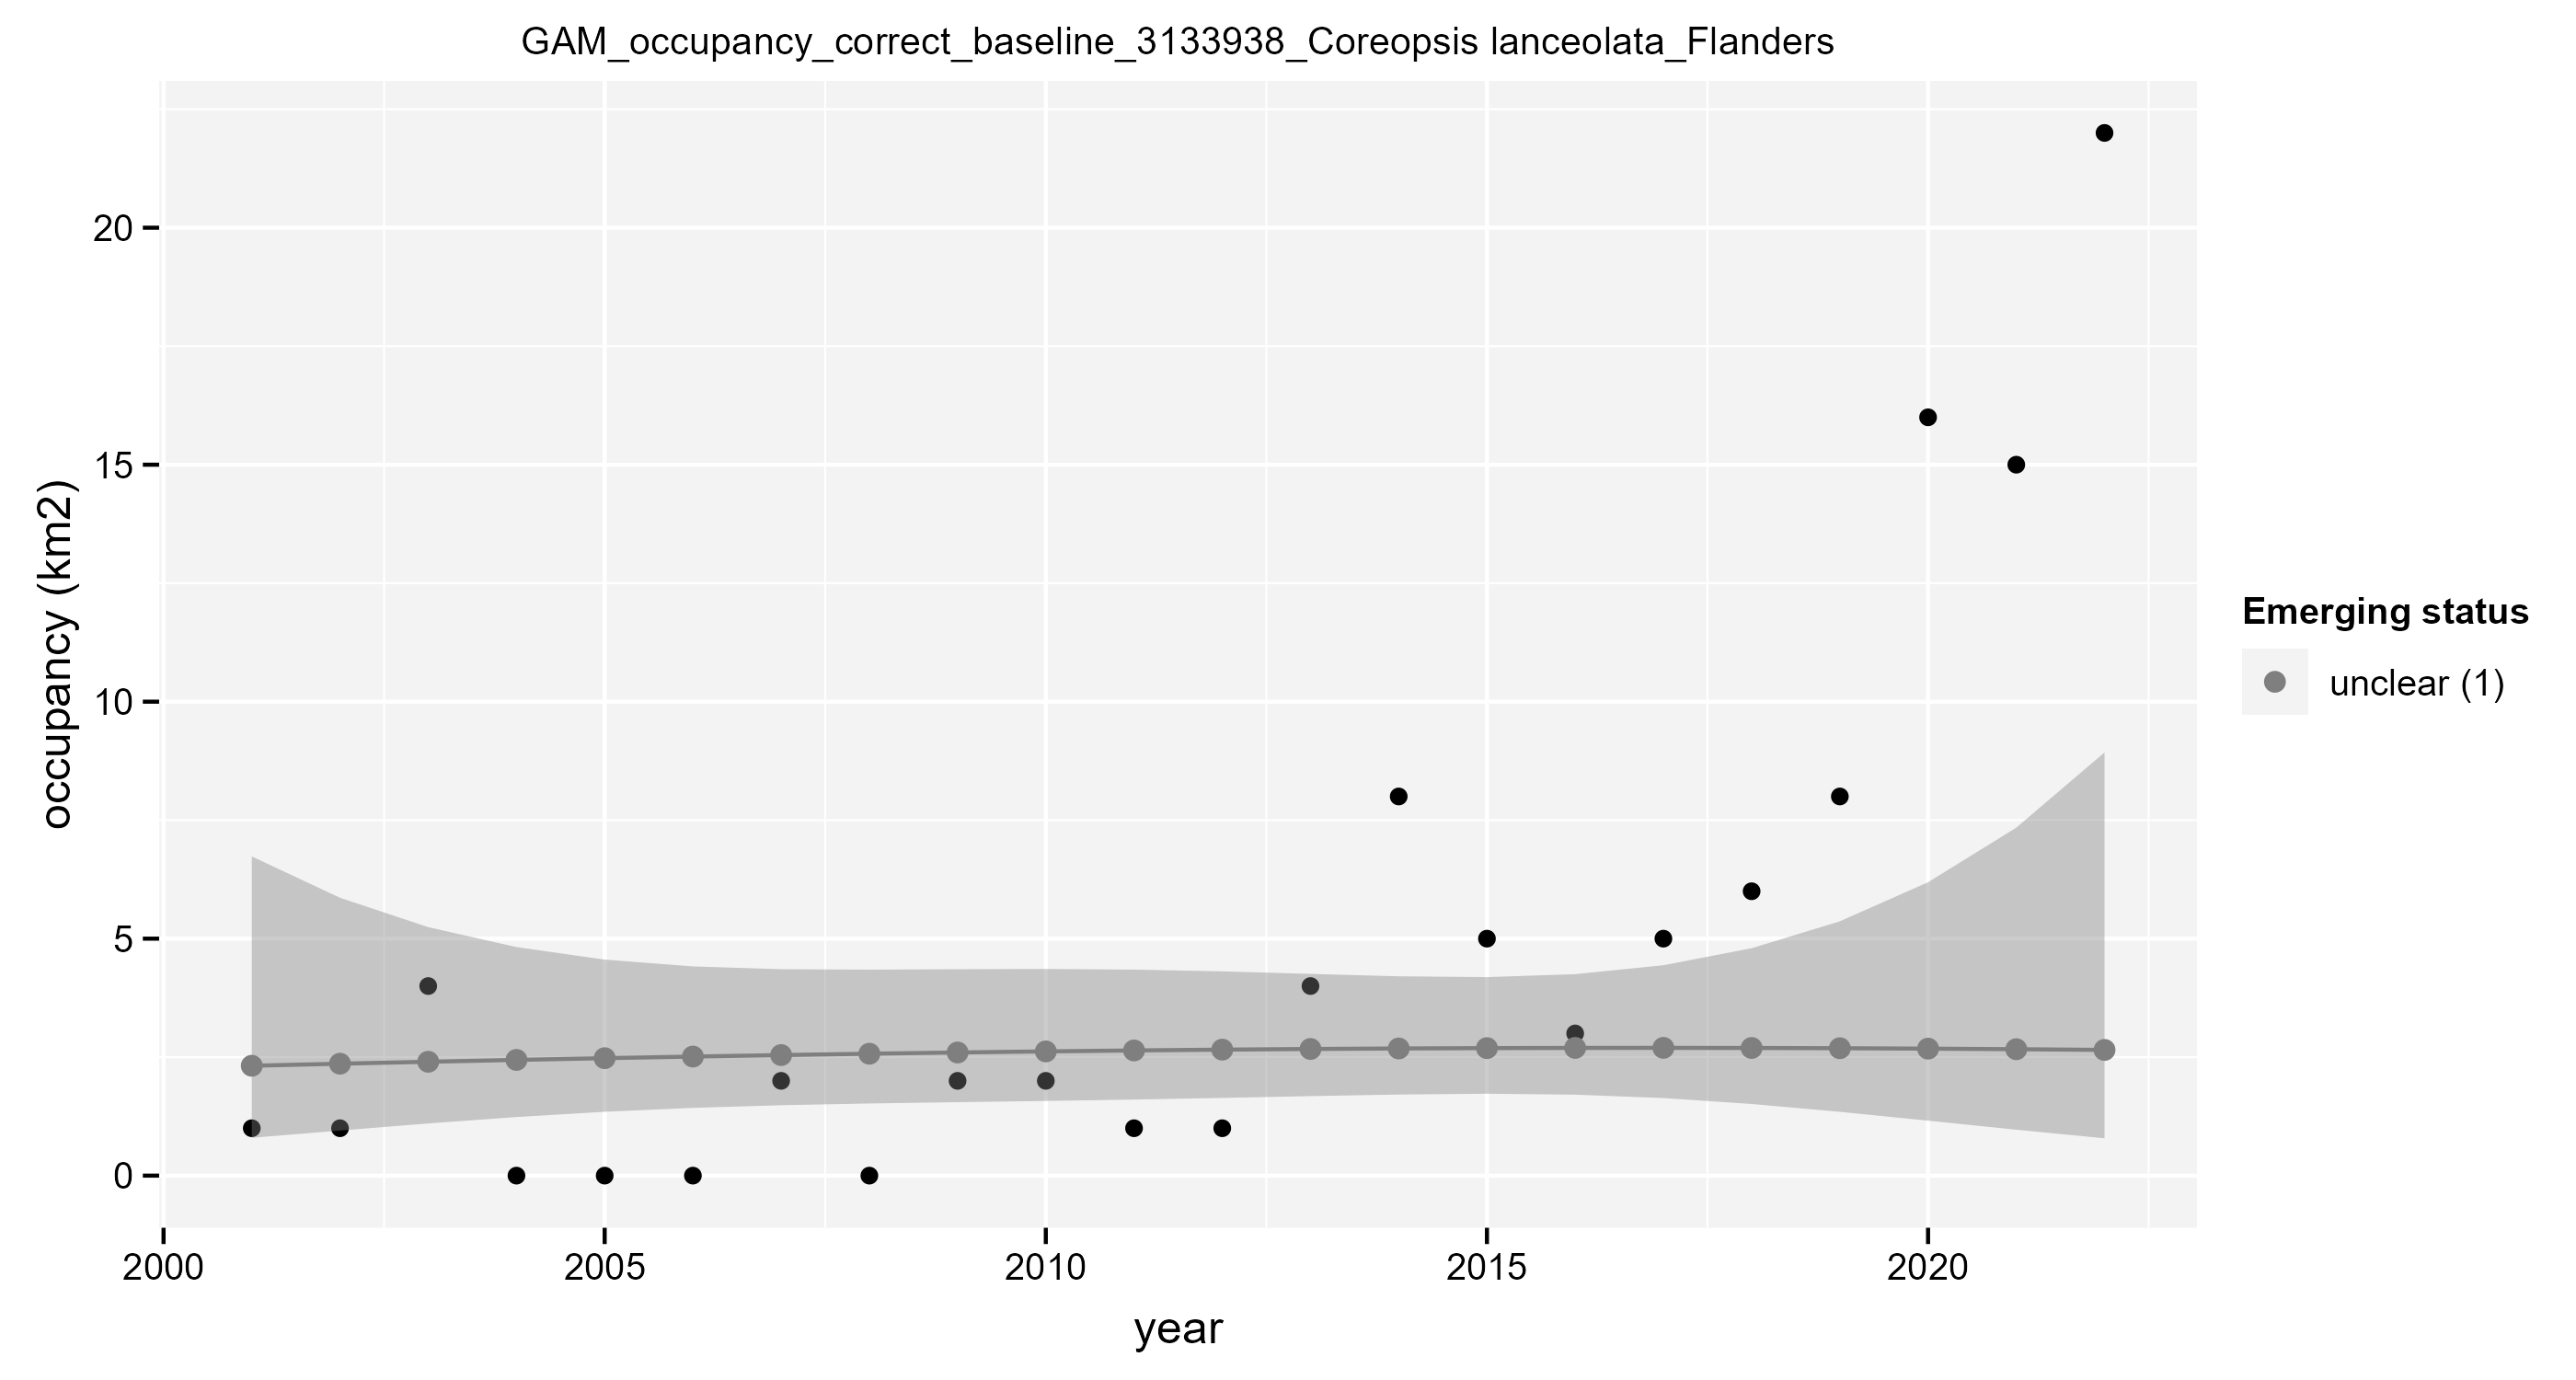 GAM_occupancy_correct_baseline_3133938_Coreopsis lanceolata_Flanders
20
15
10
5
0
occupancy (km2)
2000 2005 2010 2015 2020
year
Emerging status
unclear (1)